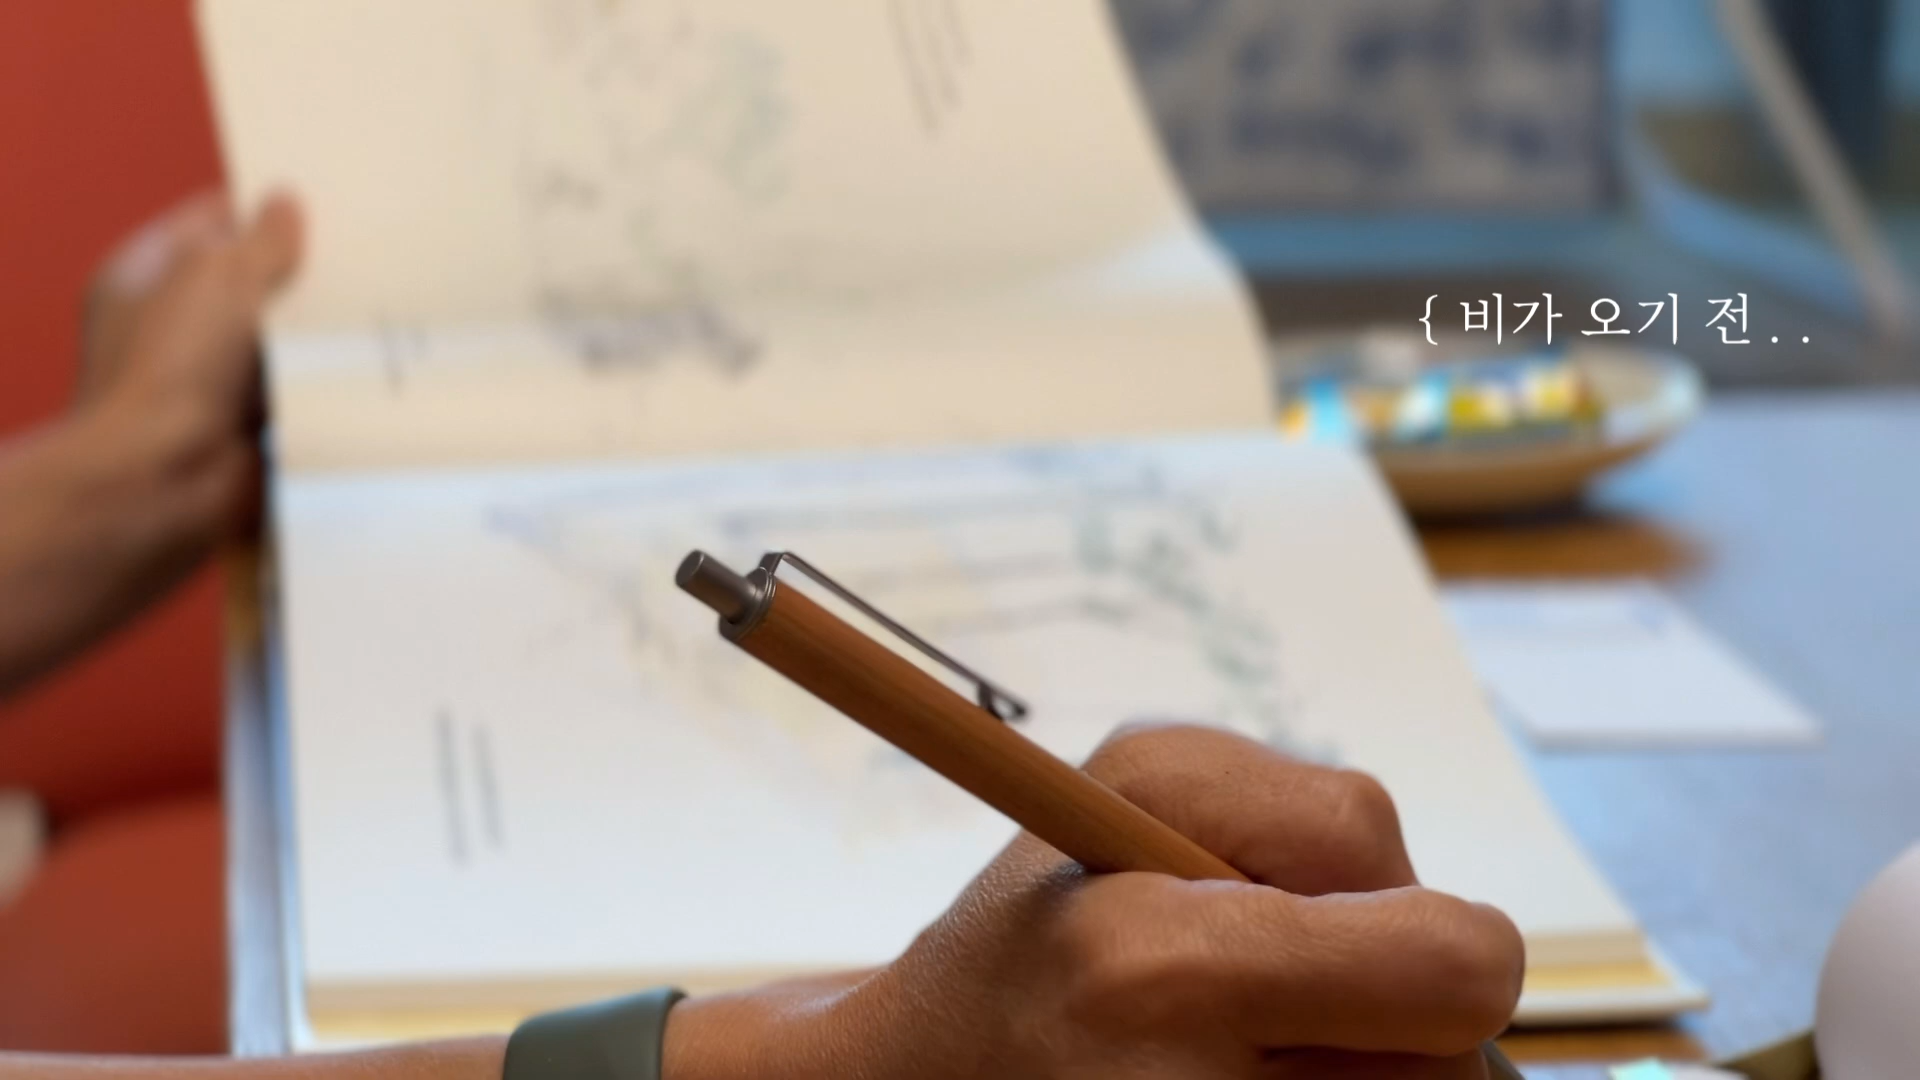 { 비가 오기 전. .